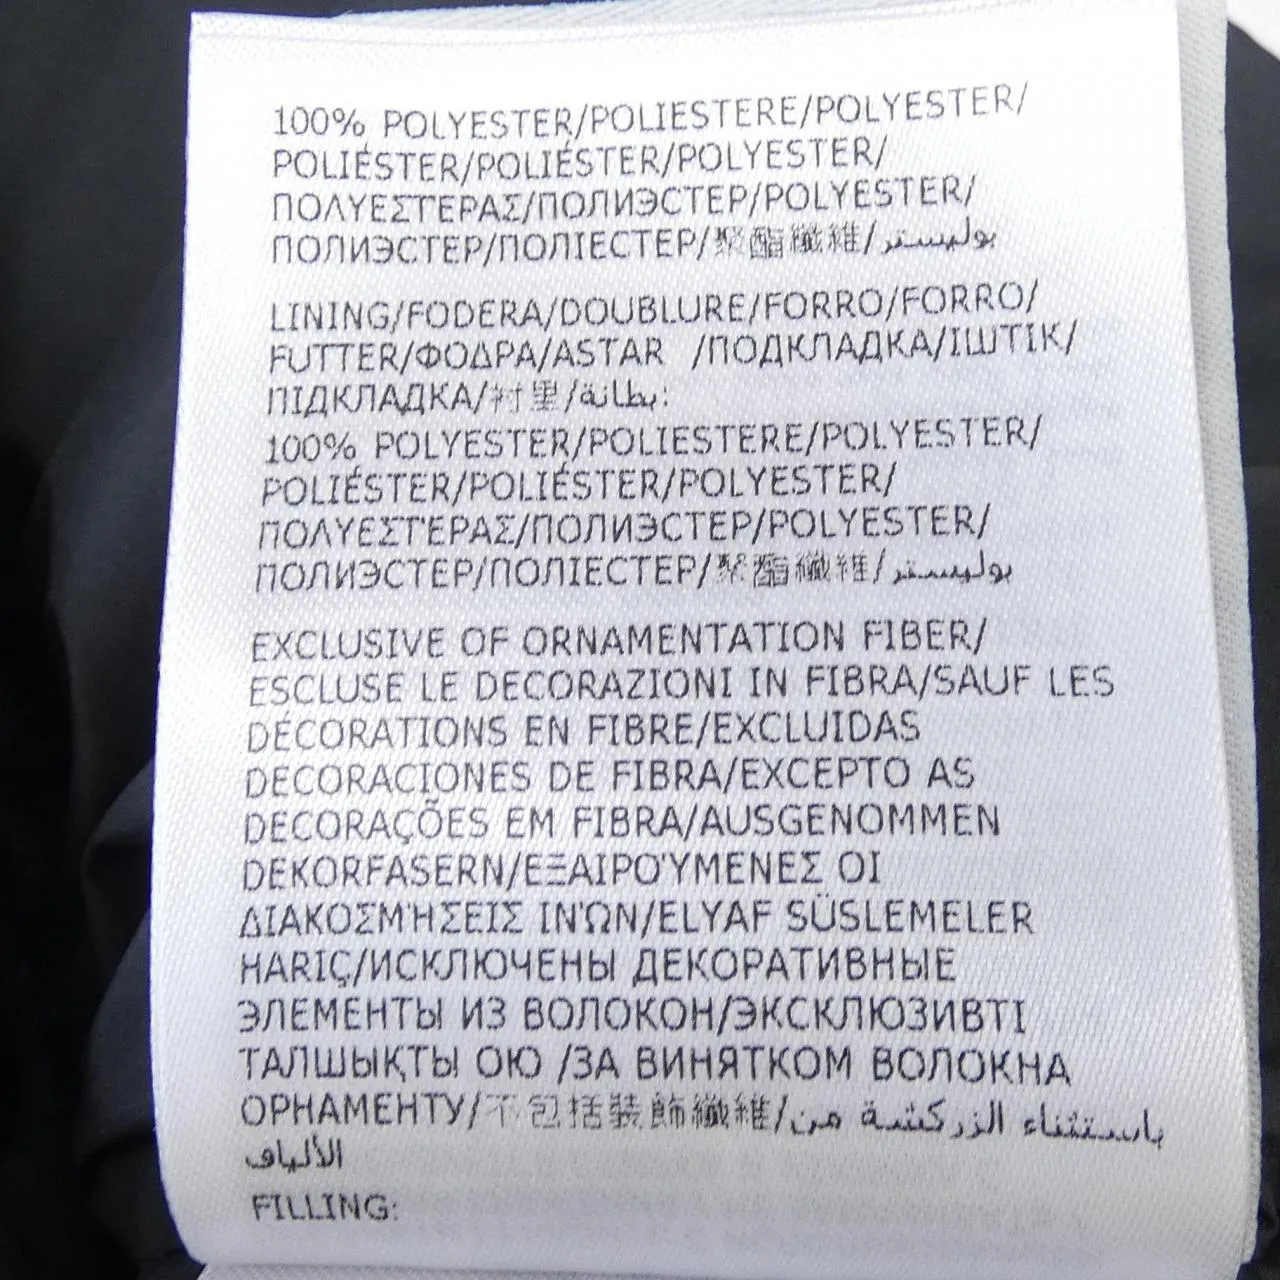 100% POLYESTER/POLIESTERE/POLYESTER/
POLIÉSTER/POLIÉSTER/POLYESTER/
ΠΟΛΥΕΣΤΕΡΑΣ/ПОЛИЭСТЕР/POLYESTER/
ПОЛИЭСТЕР/ПОЛІЕСТЕР/聚酯纖維/بوليستر
LINING/FODERA/DOUBLURE/FORRO/FORRO/
FUTTER/ΦΟΔΡΑ/ASTAR /ПОДКЛАДКА/ІШТІК/
ПІДКЛАДКА/衬里/بطانة:
100% POLYESTER/POLIESTERE/POLYESTER/
POLIÉSTER/POLIÉSTER/POLYESTER/
ΠΟΛΥΕΣΤΈΡΑΣ/ПОЛИЭСТЕР/POLYESTER/
ПОЛИЭСТЕР/ПОЛІЕСТЕР/聚酯纖維/بوليستر
EXCLUSIVE OF ORNAMENTATION FIBER/
ESCLUSE LE DECORAZIONI IN FIBRA/SAUF LES
DÉCORATIONS EN FIBRE/EXCLUIDAS
DECORACIONES DE FIBRA/EXCEPTO AS
DECORAÇÕES EM FIBRA/AUSGENOMMEN
DEKORFASERN/ΕΞΑΙΡΟΎΜΕΝΕΣ ΟΙ
ΔΙΑΚΟΣΜΉΣΕΙΣ ΙΝΏΝ/ELYAF SÜSLEMELER
HARIÇ/ИСКЛЮЧЕНЫ ДЕКОРАТИВНЫЕ
ЭЛЕМЕНТЫ ИЗ ВОЛОКОН/ЭКСКЛЮЗИВТІ
ТАЛШЫҚТЫ ОЮ /ЗА ВИНЯТКОМ ВОЛОКНА
ОРНАМЕНТУ/不包括裝飾纖維/باستثناء الزركشة من
الألياف
FILLING: